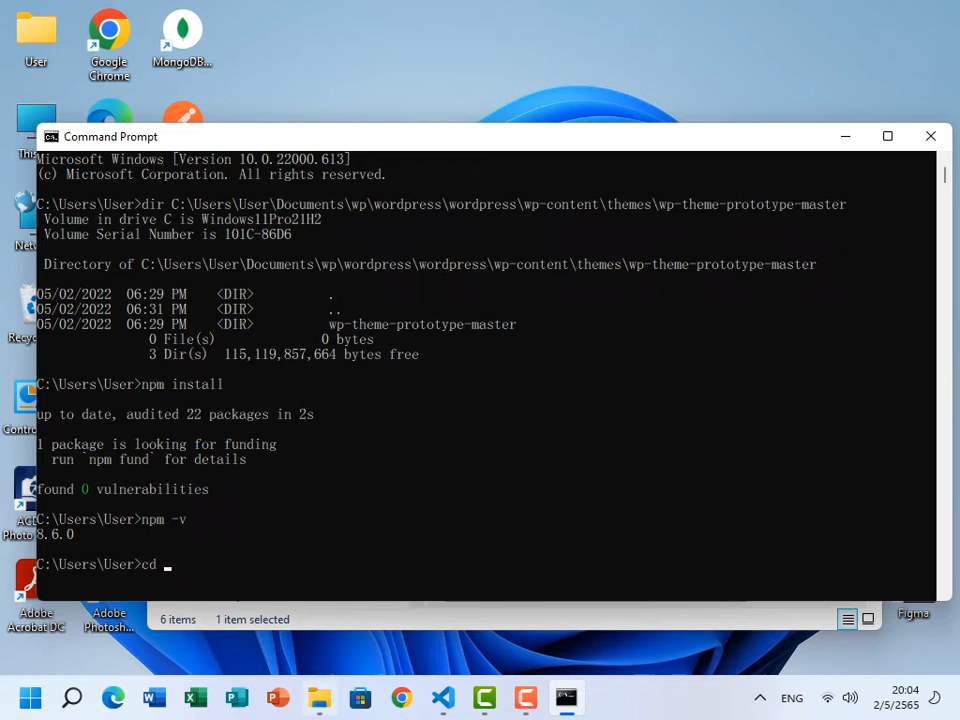 User
Google
Chrome
MongoDB...
Command Prompt
Microsoft Windows [Version 10.0.22000.613]
(c) Microsoft Corporation. All rights reserved.
C:\Users\User>dir C:\Users\User\Documents\wp\wordpress\wordpress\wp-content\themes\wp-theme-prototype-master
Volume in drive C is Windows11Pro21H2
Volume Serial Number is 101C-86D6
Directory of C:\Users\User\Documents\wp\wordpress\wordpress\wp-content\themes\wp-theme-prototype-master
05/02/2022 06:29 PM <DIR> .
05/02/2022 06:31 PM <DIR> ..
05/02/2022 06:29 PM <DIR> wp-theme-prototype-master
0 File(s) 0 bytes
3 Dir(s) 115,119,857,664 bytes free
C:\Users\User>npm install
up to date, audited 22 packages in 2s
1 package is looking for funding
run `npm fund` for details
found 0 vulnerabilities
C:\Users\User>npm -v
8.6.0
C:\Users\User>cd
Adobe
Acrobat DC
Adobe
Photosh...
6 items
1 item selected
Figma
ENG
20:04
2/5/2565